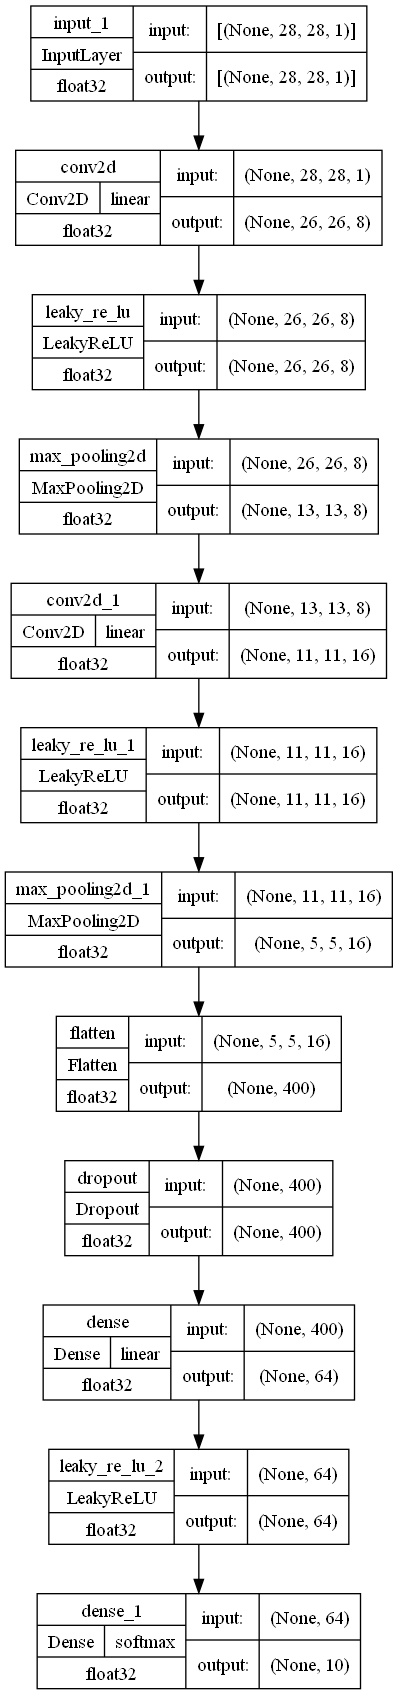 input_1
InputLayer
float32
input:
[(None, 28, 28, 1)]
output:
[(None, 28, 28, 1)]
conv2d
Conv2D linear
float32
input:
(None, 28, 28, 1)
output:
(None, 26, 26, 8)
leaky_re_lu
LeakyReLU
float32
input:
(None, 26, 26, 8)
output:
(None, 26, 26, 8)
max_pooling2d
MaxPooling2D
float32
input:
(None, 26, 26, 8)
output:
(None, 13, 13, 8)
conv2d_1
Conv2D linear
float32
input:
(None, 13, 13, 8)
output:
(None, 11, 11, 16)
leaky_re_lu_1
LeakyReLU
float32
input:
(None, 11, 11, 16)
output:
(None, 11, 11, 16)
max_pooling2d_1
MaxPooling2D
float32
input:
(None, 11, 11, 16)
output:
(None, 5, 5, 16)
flatten
Flatten
float32
input:
(None, 5, 5, 16)
output:
(None, 400)
dropout
Dropout
float32
input:
(None, 400)
output:
(None, 400)
dense
Dense linear
float32
input:
(None, 400)
output:
(None, 64)
leaky_re_lu_2
LeakyReLU
float32
input:
(None, 64)
output:
(None, 64)
dense_1
Dense softmax
float32
input:
(None, 64)
output:
(None, 10)